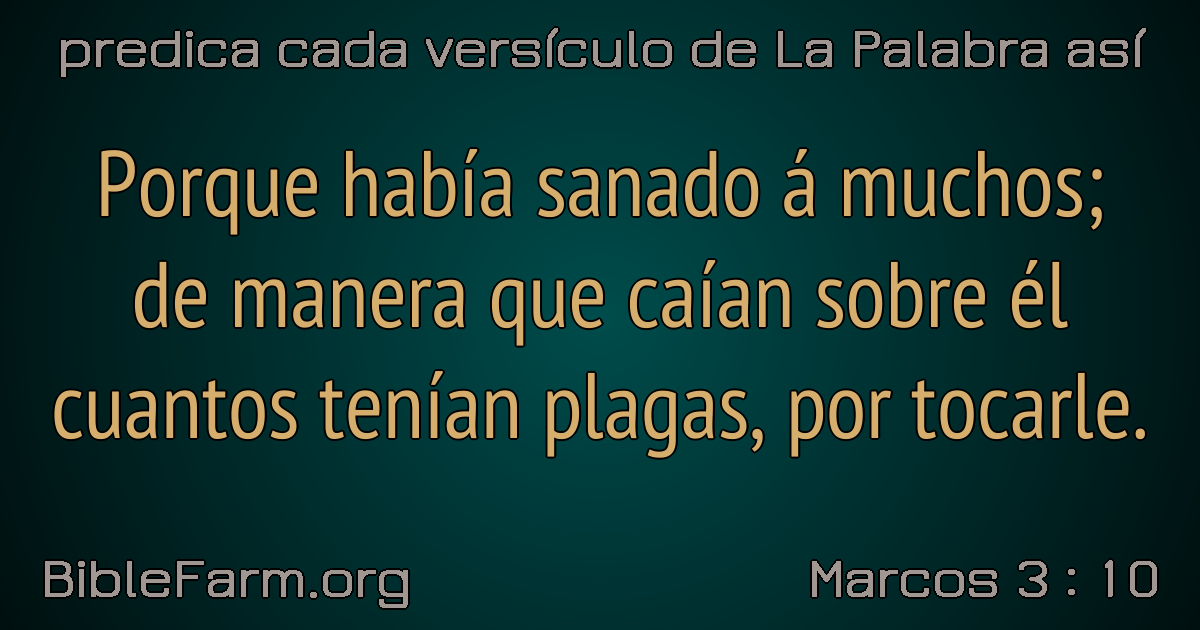 predica cada versículo de La Palabra así
Porque había sanado á muchos;
de manera que caían sobre él
cuantos tenían plagas, por tocarle.
BibleFarm.org
Marcos 3 : 10